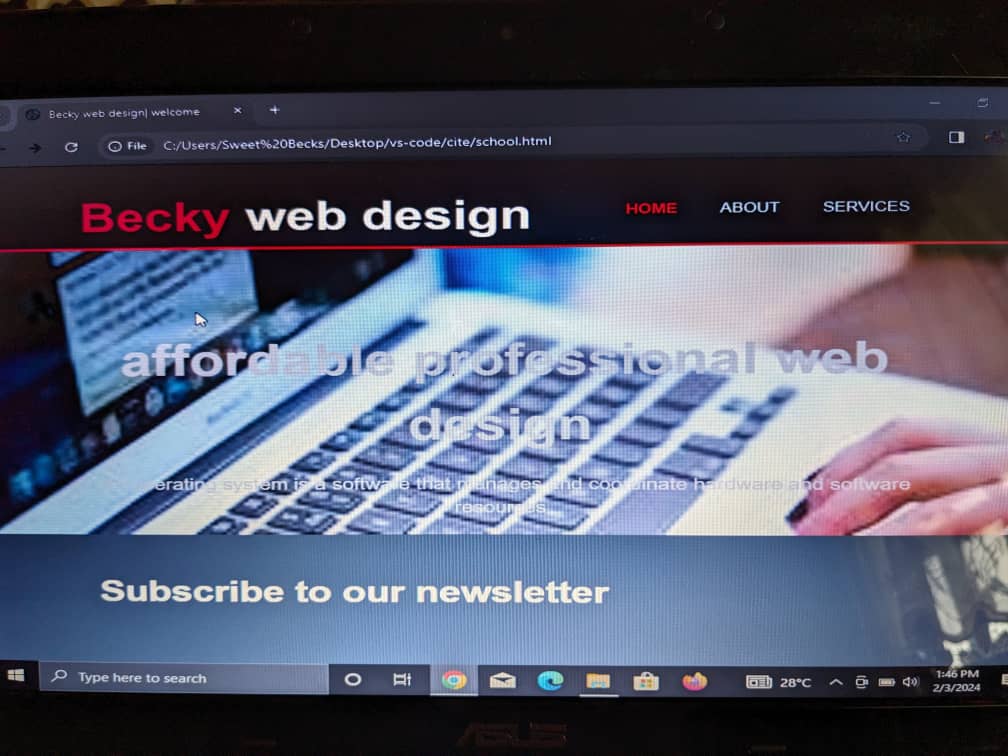 Becky web design| welcome
File C:/Users/Sweet%20Becks/Desktop/vs-code/cite/school.html
Becky web design HOME ABOUT SERVICES
affordable professional web
design
erating system is a software that manages and coordinate hardware and software
resources
Subscribe to our newsletter
Type here to search
28°C
1:46 PM
2/3/2024
ASUS